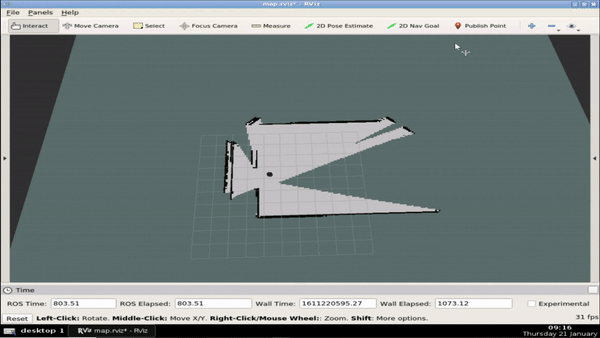 map.rviz* - RViz
File Panels Help
Interact Move Camera Select Focus Camera Measure 2D Pose Estimate 2D Nav Goal Publish Point
Time
ROS Time: 803.51 ROS Elapsed: 803.51 Wall Time: 1611220595.27 Wall Elapsed: 1073.12 Experimental
Reset Left-Click: Rotate. Middle-Click: Move X/Y. Right-Click/Mouse Wheel:: Zoom. Shift: More options. 31 fps
desktop 1 RViz map.rviz* - RViz 09:16
Thursday 21 January